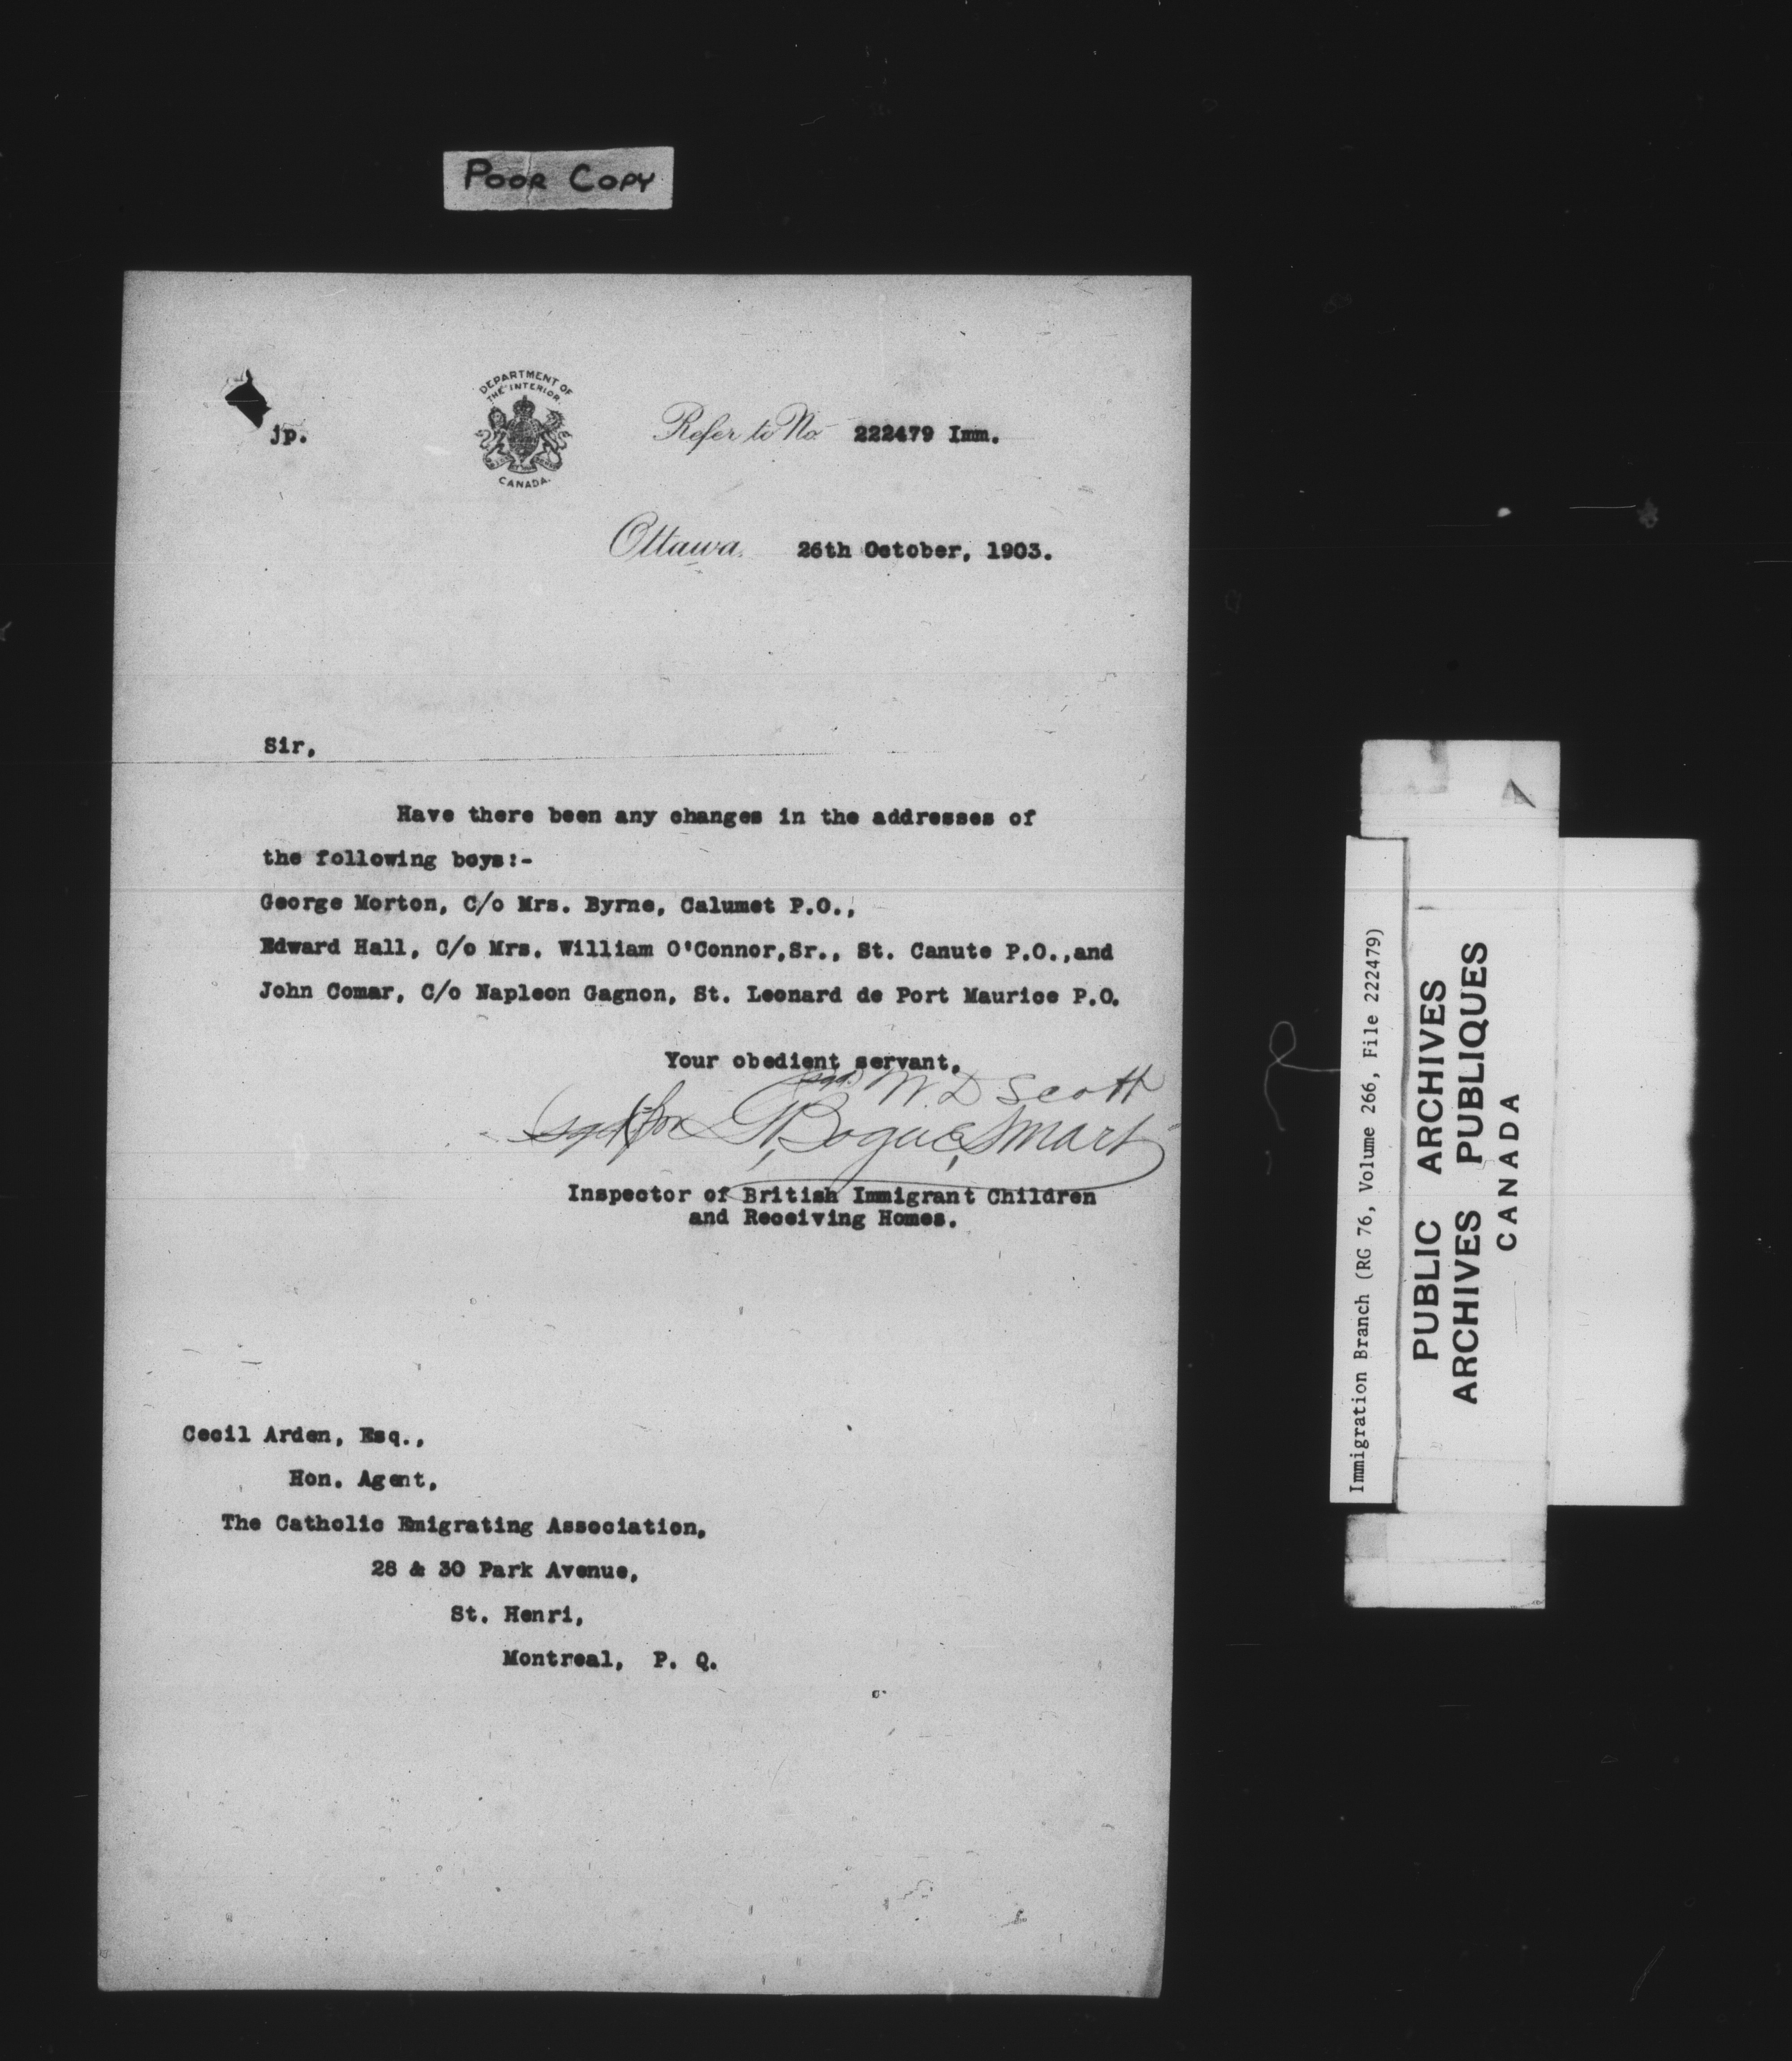 POOR COPY
jp.
DEPARTMENT OF
THE INTERIOR.
CANADA.
Refer to No. 222479 Imm.
Ottawa, 26th October, 1903.
Sir,
Have there been any changes in the addresses of
the following boys:-
George Morton, C/o Mrs. Byrne, Calumet P.O.,
Edward Hall, C/o Mrs. William O'Connor,Sr., St. Canute P.O.,and
John Comar, C/o Napleon Gagnon, St. Leonard de Port Maurice P.O.
Your obedient servant,
W. D Scott
for G. Bogue Smart
Inspector of British Immigrant Children
and Receiving Homes.
Cecil Arden, Esq.,
Hon. Agent,
The Catholic Emigrating Association,
28 & 30 Park Avenue,
St. Henri,
Montreal, P. Q.
Immigration Branch (RG 76, Volume 266, File 222479)
PUBLIC ARCHIVES
ARCHIVES PUBLIQUES
CANADA